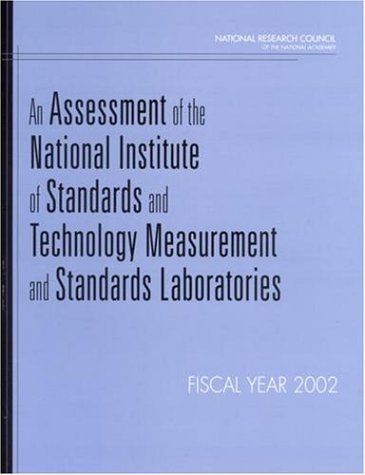 NATIONAL RESEARCH COUNCIL
OF THE NATIONAL ACADEMIES
An Assessment of the
National Institute
of Standards and
Technology Measurement
and Standards Laboratories
FISCAL YEAR 2002